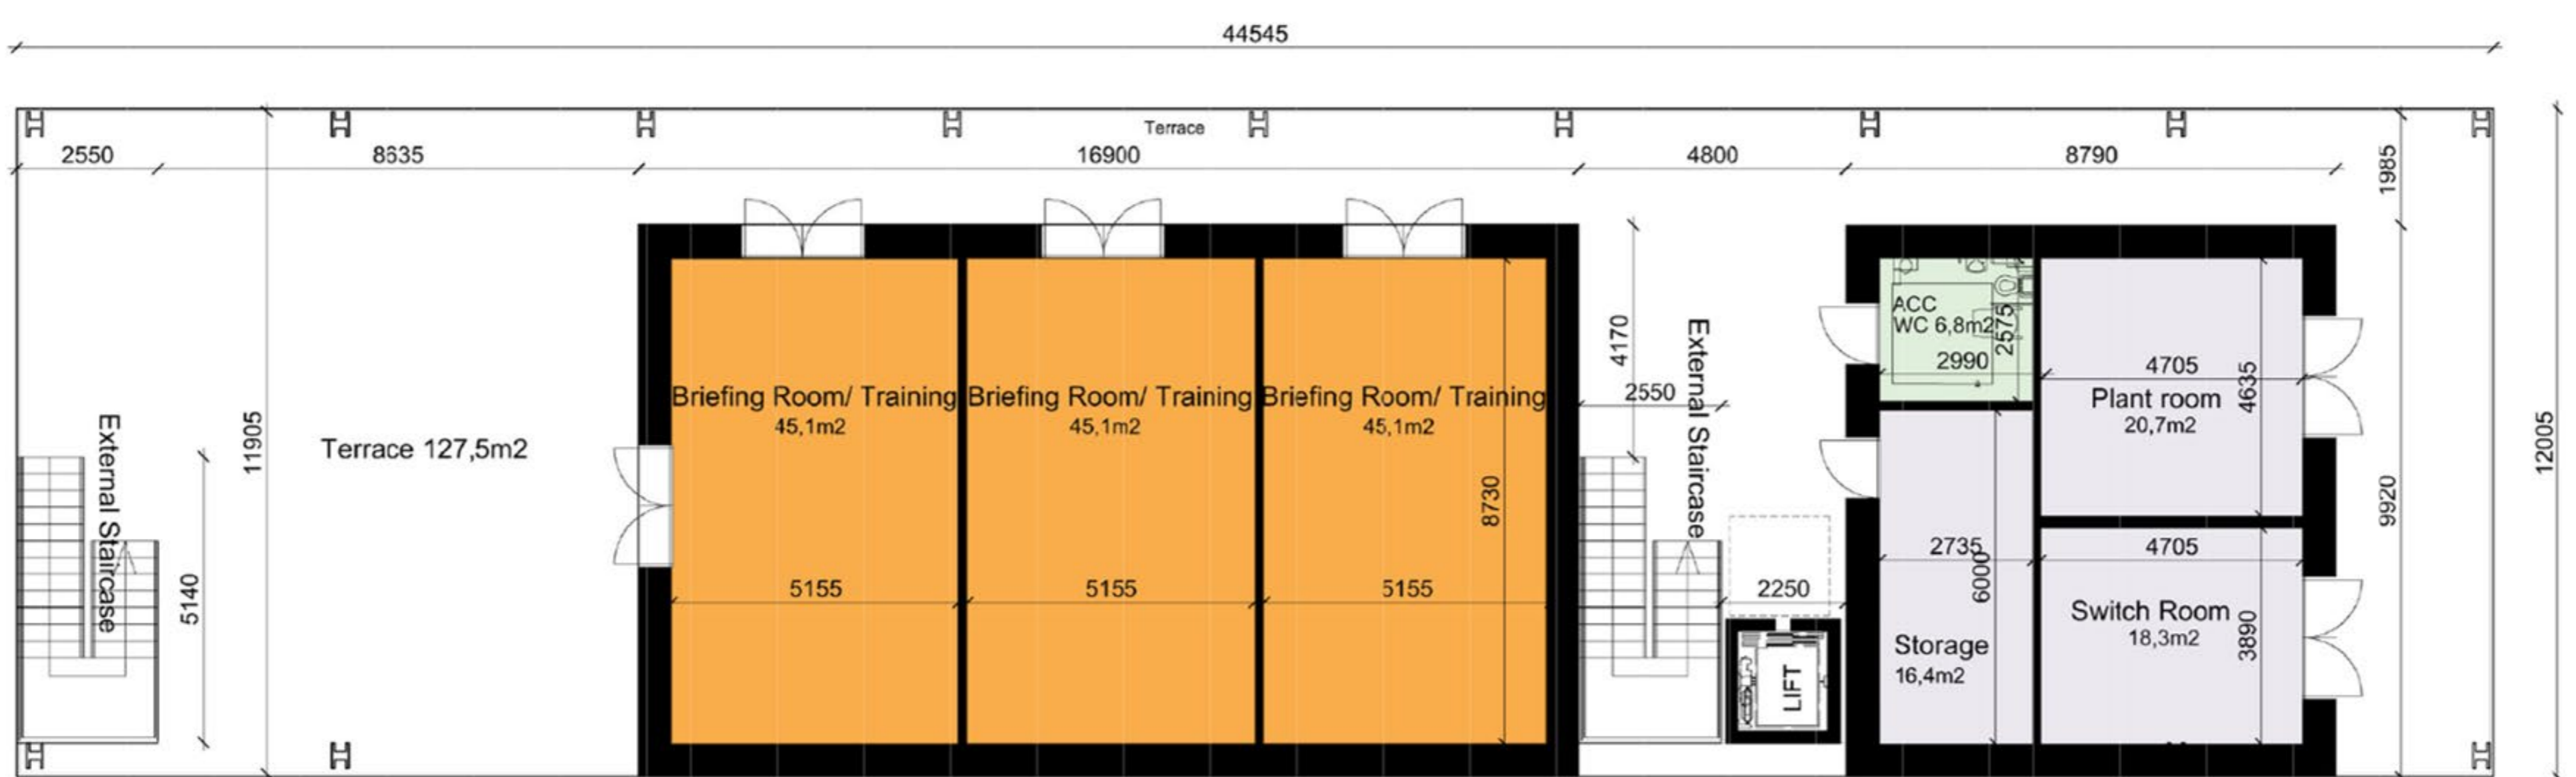 44545
Terrace
2550
8635
16900
4800
8790
1985
4170
External Staircase
2550
ACC
WC 6,8m2
2575
2990
4705
4635
Plant room
20,7m2
Briefing Room/ Training
45,1m2
Briefing Room/ Training
45,1m2
Briefing Room/ Training
45,1m2
External Staircase
11905
Terrace 127,5m2
8730
9920
12005
5140
5155
5155
5155
2250
2735
6000
4705
Switch Room
18,3m2
3890
Storage
16,4m2
LIFT